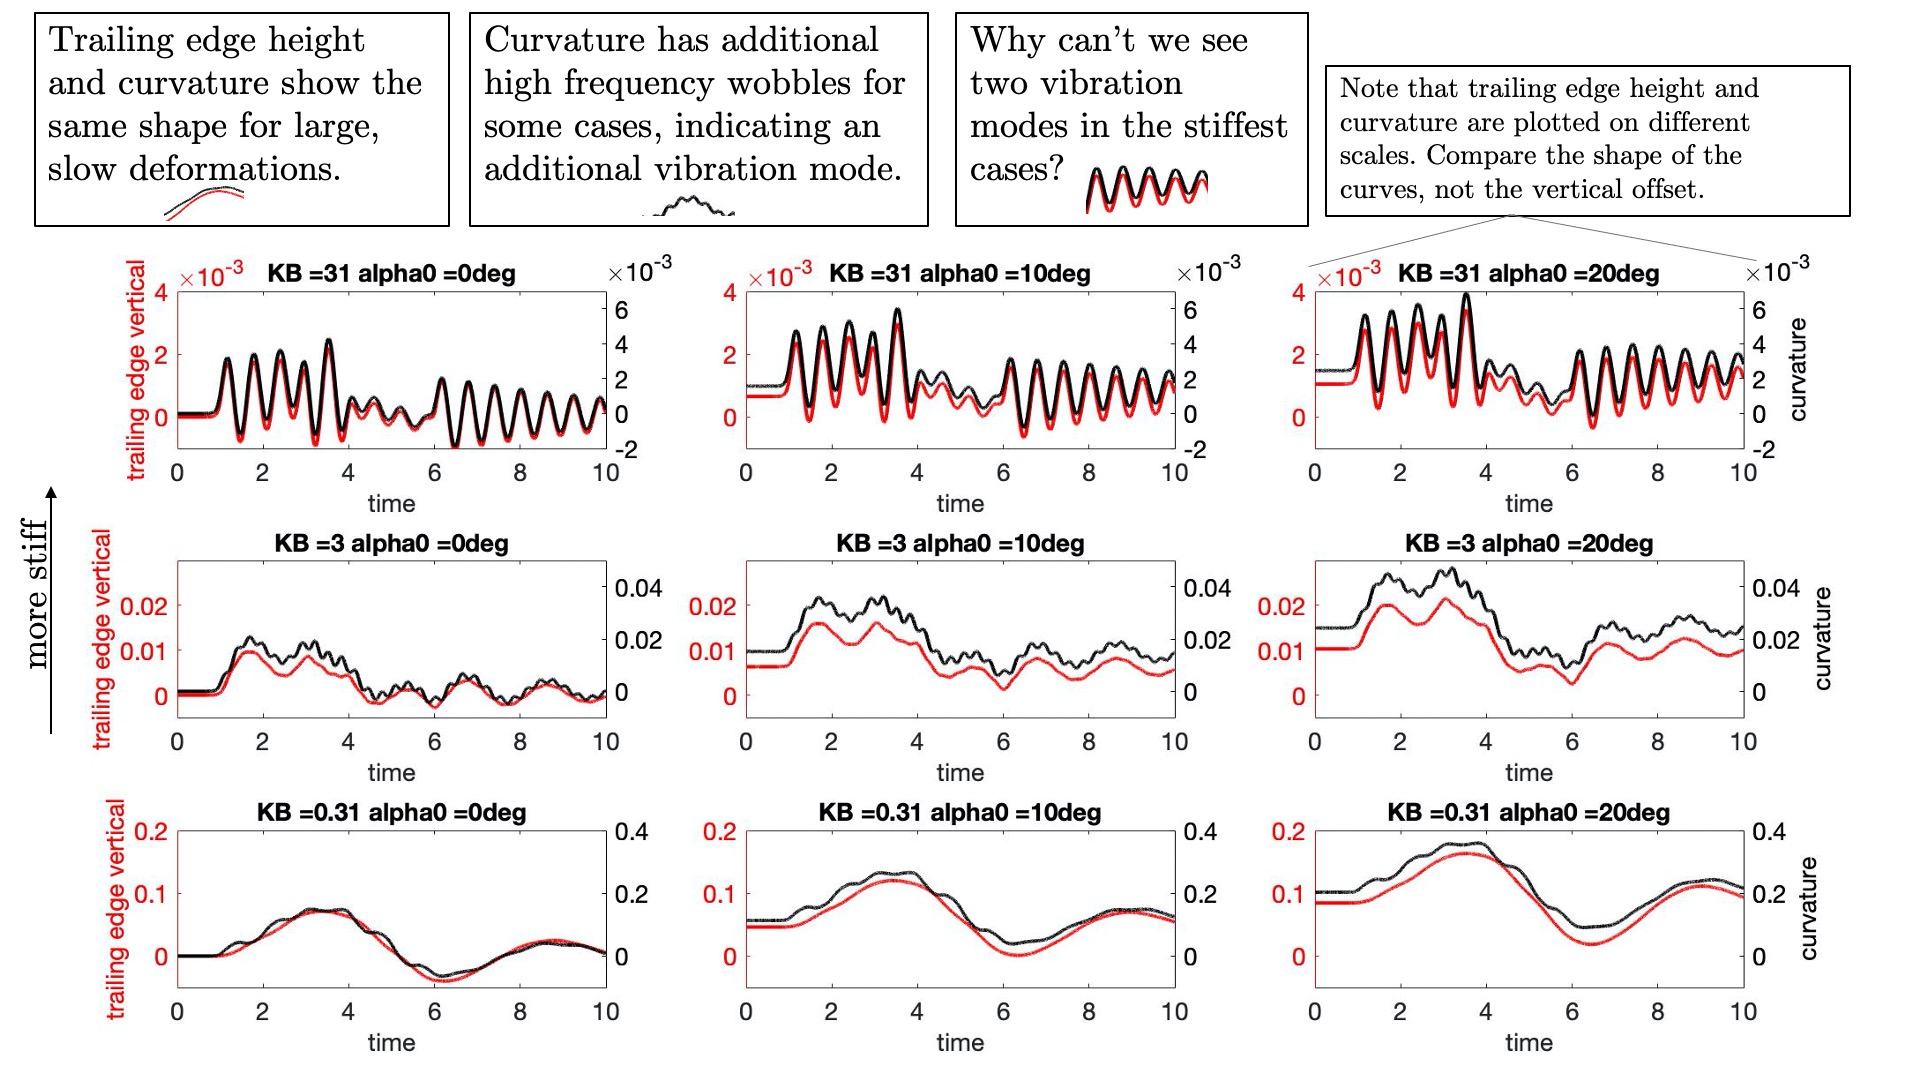 Trailing edge height
and curvature show the
same shape for large,
slow deformations.
Curvature has additional
high frequency wobbles for
some cases, indicating an
additional vibration mode.
Why can’t we see
two vibration
modes in the stiffest
cases?
Note that trailing edge height and
curvature are plotted on different
scales. Compare the shape of the
curves, not the vertical offset.
more stiff
×10⁻³
KB =31 alpha0 =0deg
×10⁻³
trailing edge vertical
4
2
0
6
4
2
0
-2
0 2 4 6 8 10
time
×10⁻³
KB =31 alpha0 =10deg
×10⁻³
4
2
0
6
4
2
0
-2
0 2 4 6 8 10
time
×10⁻³
KB =31 alpha0 =20deg
×10⁻³
4
2
0
6
4
2
0
-2
curvature
0 2 4 6 8 10
time
KB =3 alpha0 =0deg
trailing edge vertical
0.02
0.01
0
0.04
0.02
0
0 2 4 6 8 10
time
KB =3 alpha0 =10deg
0.02
0.01
0
0.04
0.02
0
0 2 4 6 8 10
time
KB =3 alpha0 =20deg
0.02
0.01
0
0.04
0.02
0
curvature
0 2 4 6 8 10
time
KB =0.31 alpha0 =0deg
trailing edge vertical
0.2
0.1
0
0.4
0.2
0
0 2 4 6 8 10
time
KB =0.31 alpha0 =10deg
0.2
0.1
0
0.4
0.2
0
0 2 4 6 8 10
time
KB =0.31 alpha0 =20deg
0.2
0.1
0
0.4
0.2
0
curvature
0 2 4 6 8 10
time